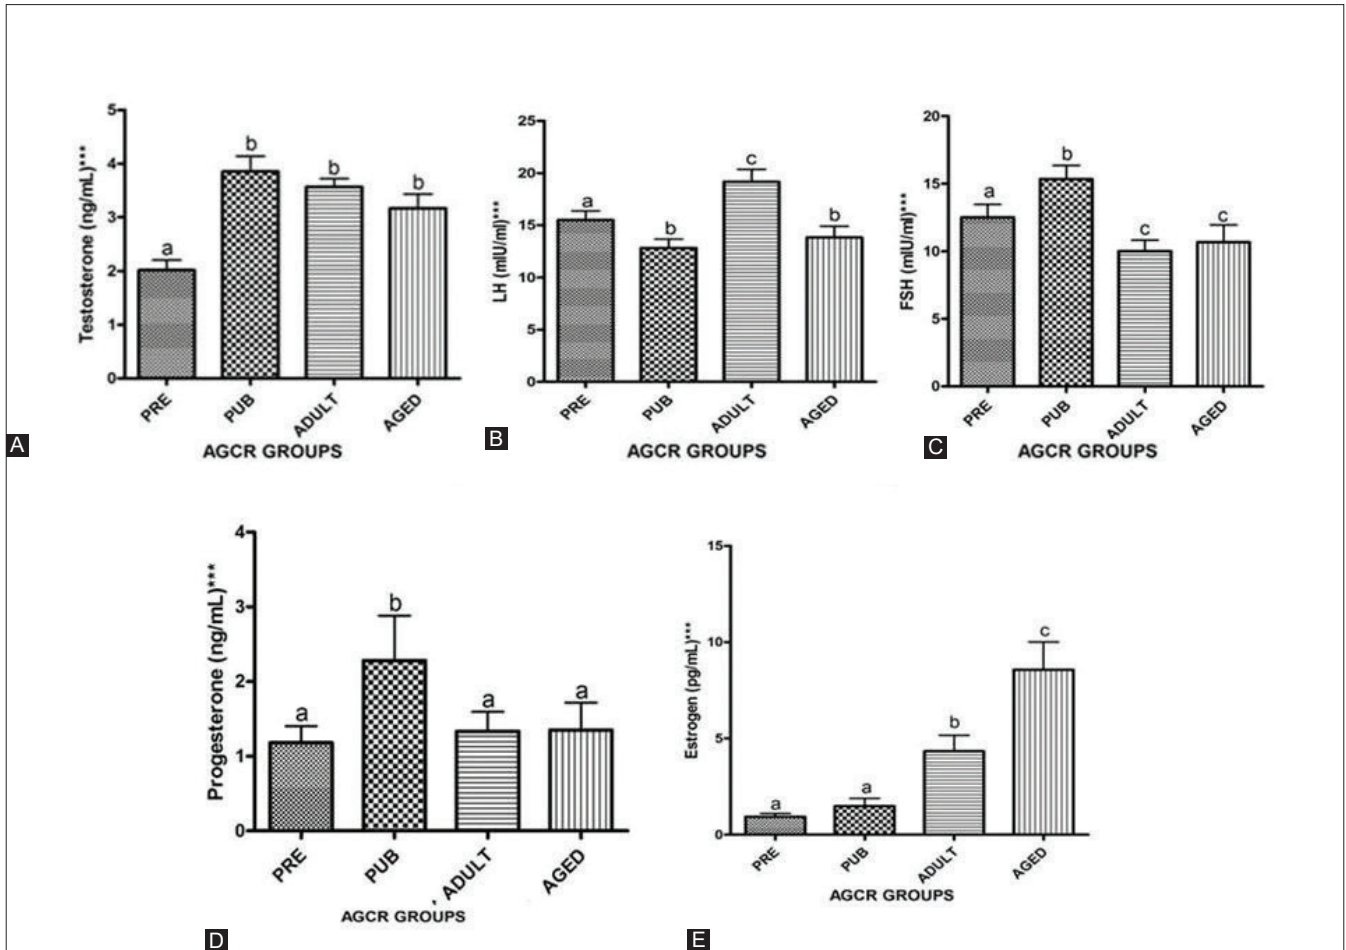 5
4
3
2
1
0
Testosterone (ng/mL)***
a
b
b
b
PRE
PUB
ADULT
AGED
AGCR GROUPS
A
25
20
15
10
5
0
LH (mIU/ml)***
a
b
c
b
PRE
PUB
ADULT
AGED
AGCR GROUPS
B
20
15
10
5
0
FSH (mIU/ml)***
a
b
c
c
PRE
PUB
ADULT
AGED
AGCR GROUPS
C
4
3
2
1
0
Progesterone (ng/mL)***
a
b
a
a
PRE
PUB
, ADULT
AGED
AGCR GROUPS
D
15
10
5
0
Estrogen (pg/mL)***
a
a
b
c
PRE
PUB
ADULT
AGED
AGCR GROUPS
E